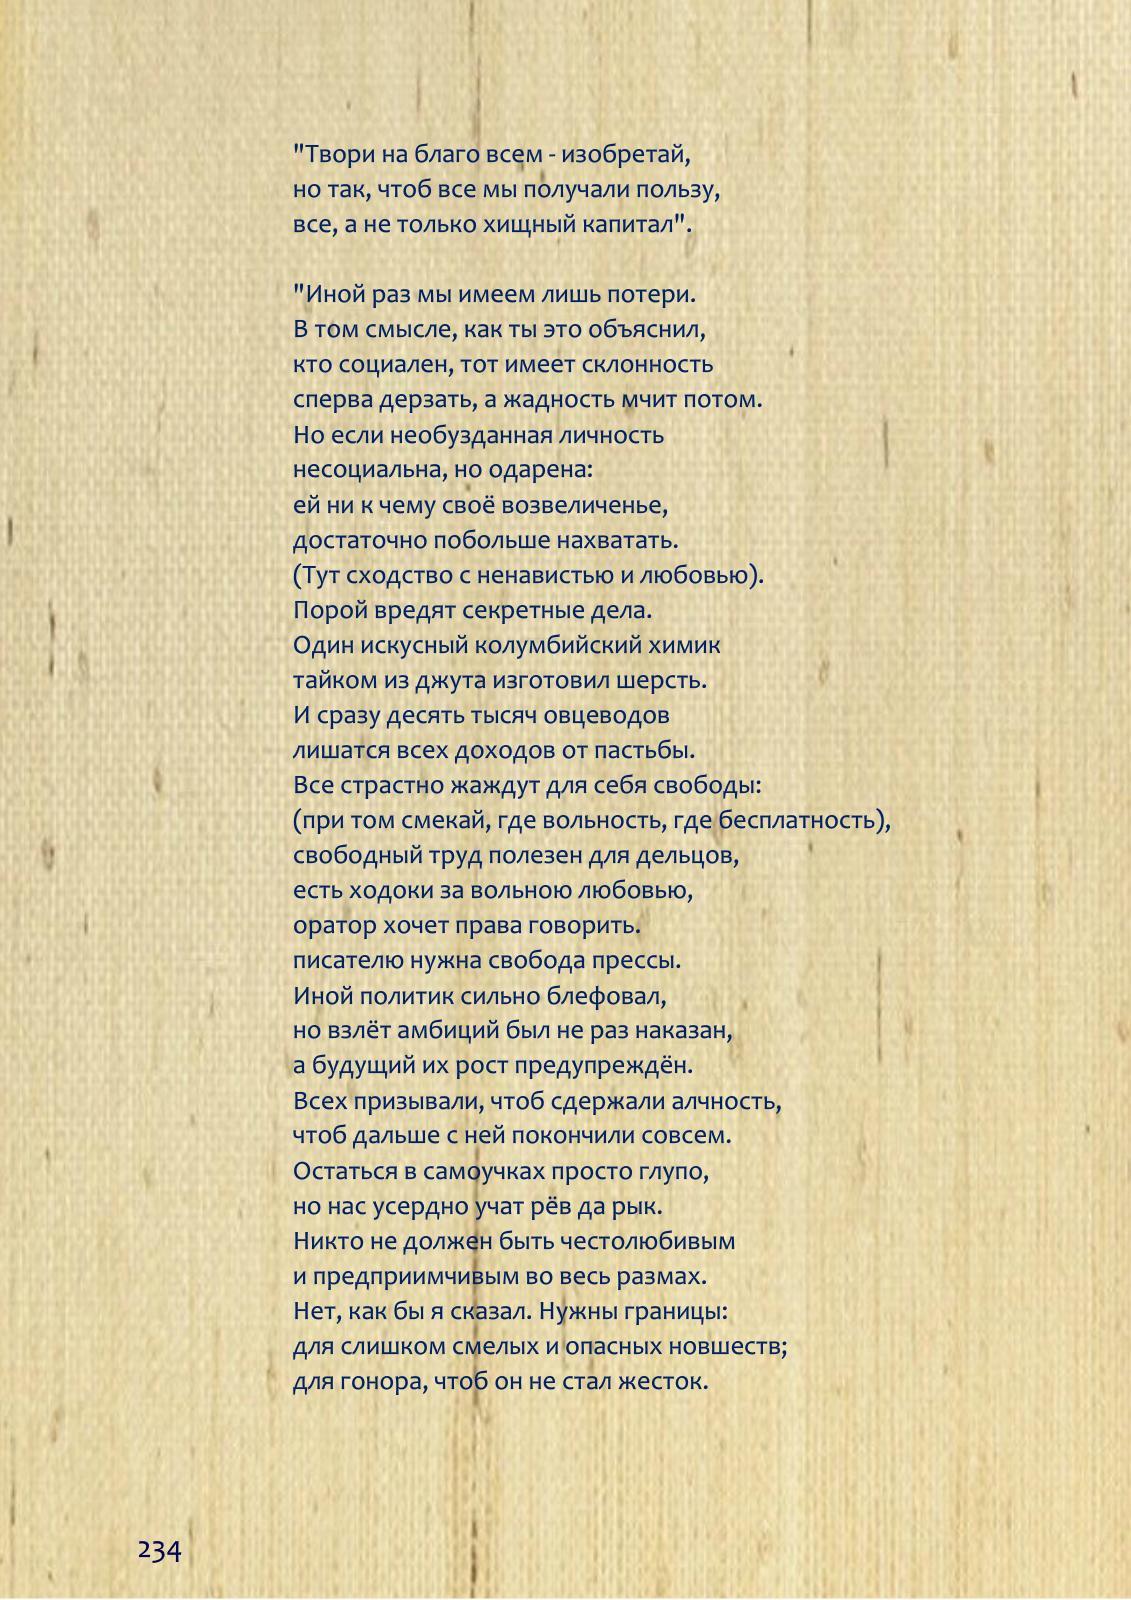 "Твори на благо всем - изобретай,
но так, чтоб все мы получали пользу,
все, а не только хищный капитал".
"Иной раз мы имеем лишь потери.
В том смысле, как ты это объяснил,
кто социален, тот имеет склонность
сперва дерзать, а жадность мчит потом.
Но если необузданная личность
несоциальна, но одарена:
ей ни к чему своё возвеличенье,
достаточно побольше нахватать.
(Тут сходство с ненавистью и любовью).
Порой вредят секретные дела.
Один искусный колумбийский химик
тайком из джута изготовил шерсть.
И сразу десять тысяч овцеводов
лишатся всех доходов от пастьбы.
Все страстно жаждут для себя свободы:
(при том смекай, где вольность, где бесплатность),
свободный труд полезен для дельцов,
есть ходоки за вольною любовью,
оратор хочет права говорить.
писателю нужна свобода прессы.
Иной политик сильно блефовал,
но взлёт амбиций был не раз наказан,
а будущий их рост предупреждён.
Всех призывали, чтоб сдержали алчность,
чтоб дальше с ней покончили совсем.
Остаться в самоучках просто глупо,
но нас усердно учат рёв да рык.
Никто не должен быть честолюбивым
и предприимчивым во весь размах.
Нет, как бы я сказал. Нужны границы:
для слишком смелых и опасных новшеств;
для гонора, чтоб он не стал жесток.
234